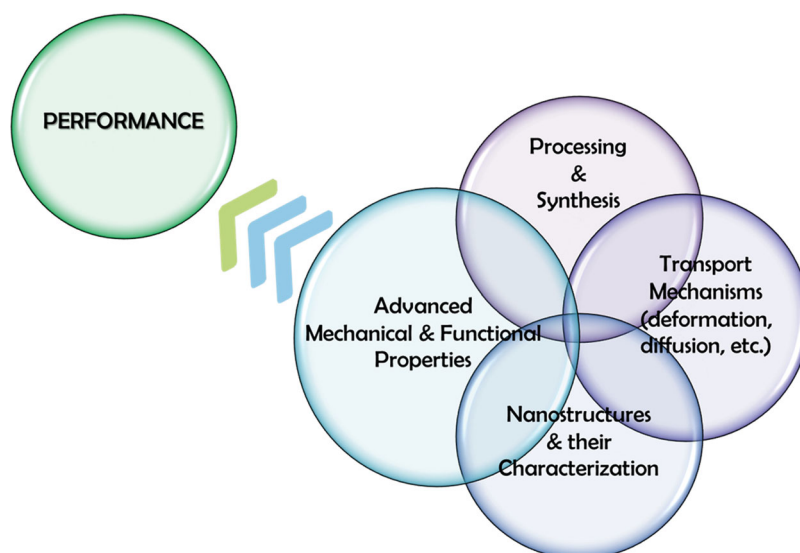 PERFORMANCE
Processing
&
Synthesis
Transport
Mechanisms
(deformation,
diffusion, etc.)
Advanced
Mechanical & Functional
Properties
Nanostructures
& their
Characterization